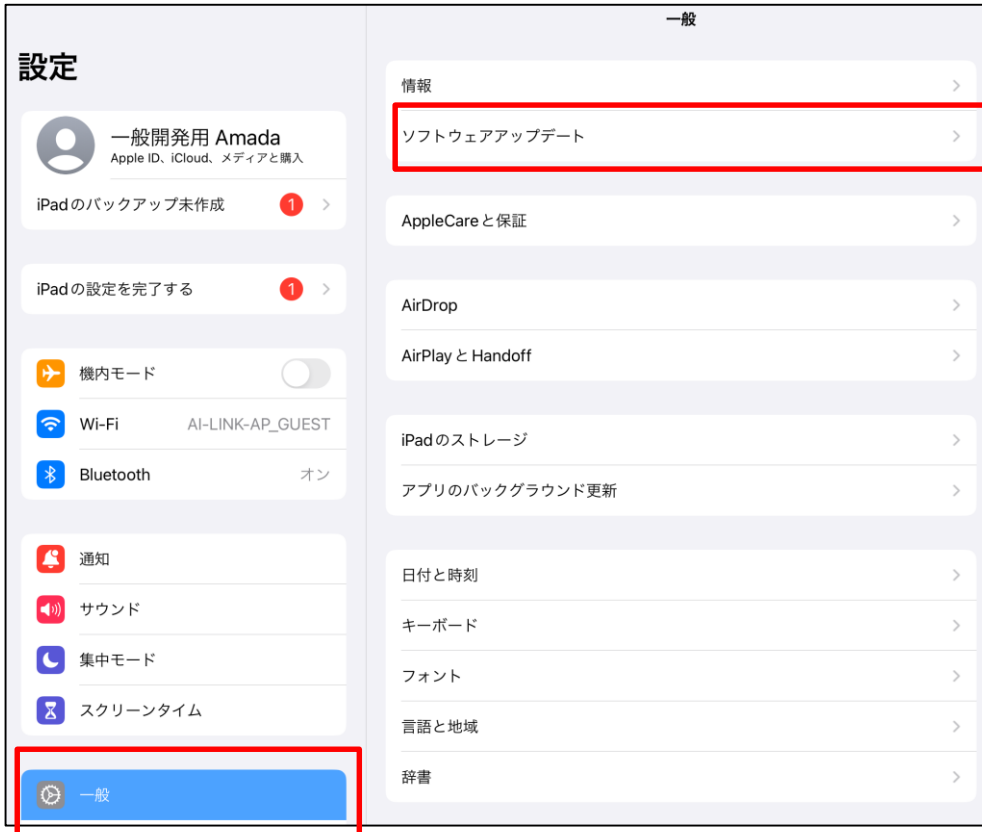 設定
一般開発用 Amada
Apple ID、iCloud、メディアと購入
iPadのバックアップ未作成 1
iPadの設定を完了する 1
機内モード
Wi-Fi AI-LINK-AP_GUEST
Bluetooth オン
通知
サウンド
集中モード
スクリーンタイム
一般
一般
情報
ソフトウェアアップデート
AppleCareと保証
AirDrop
AirPlayとHandoff
iPadのストレージ
アプリのバックグラウンド更新
日付と時刻
キーボード
フォント
言語と地域
辞書